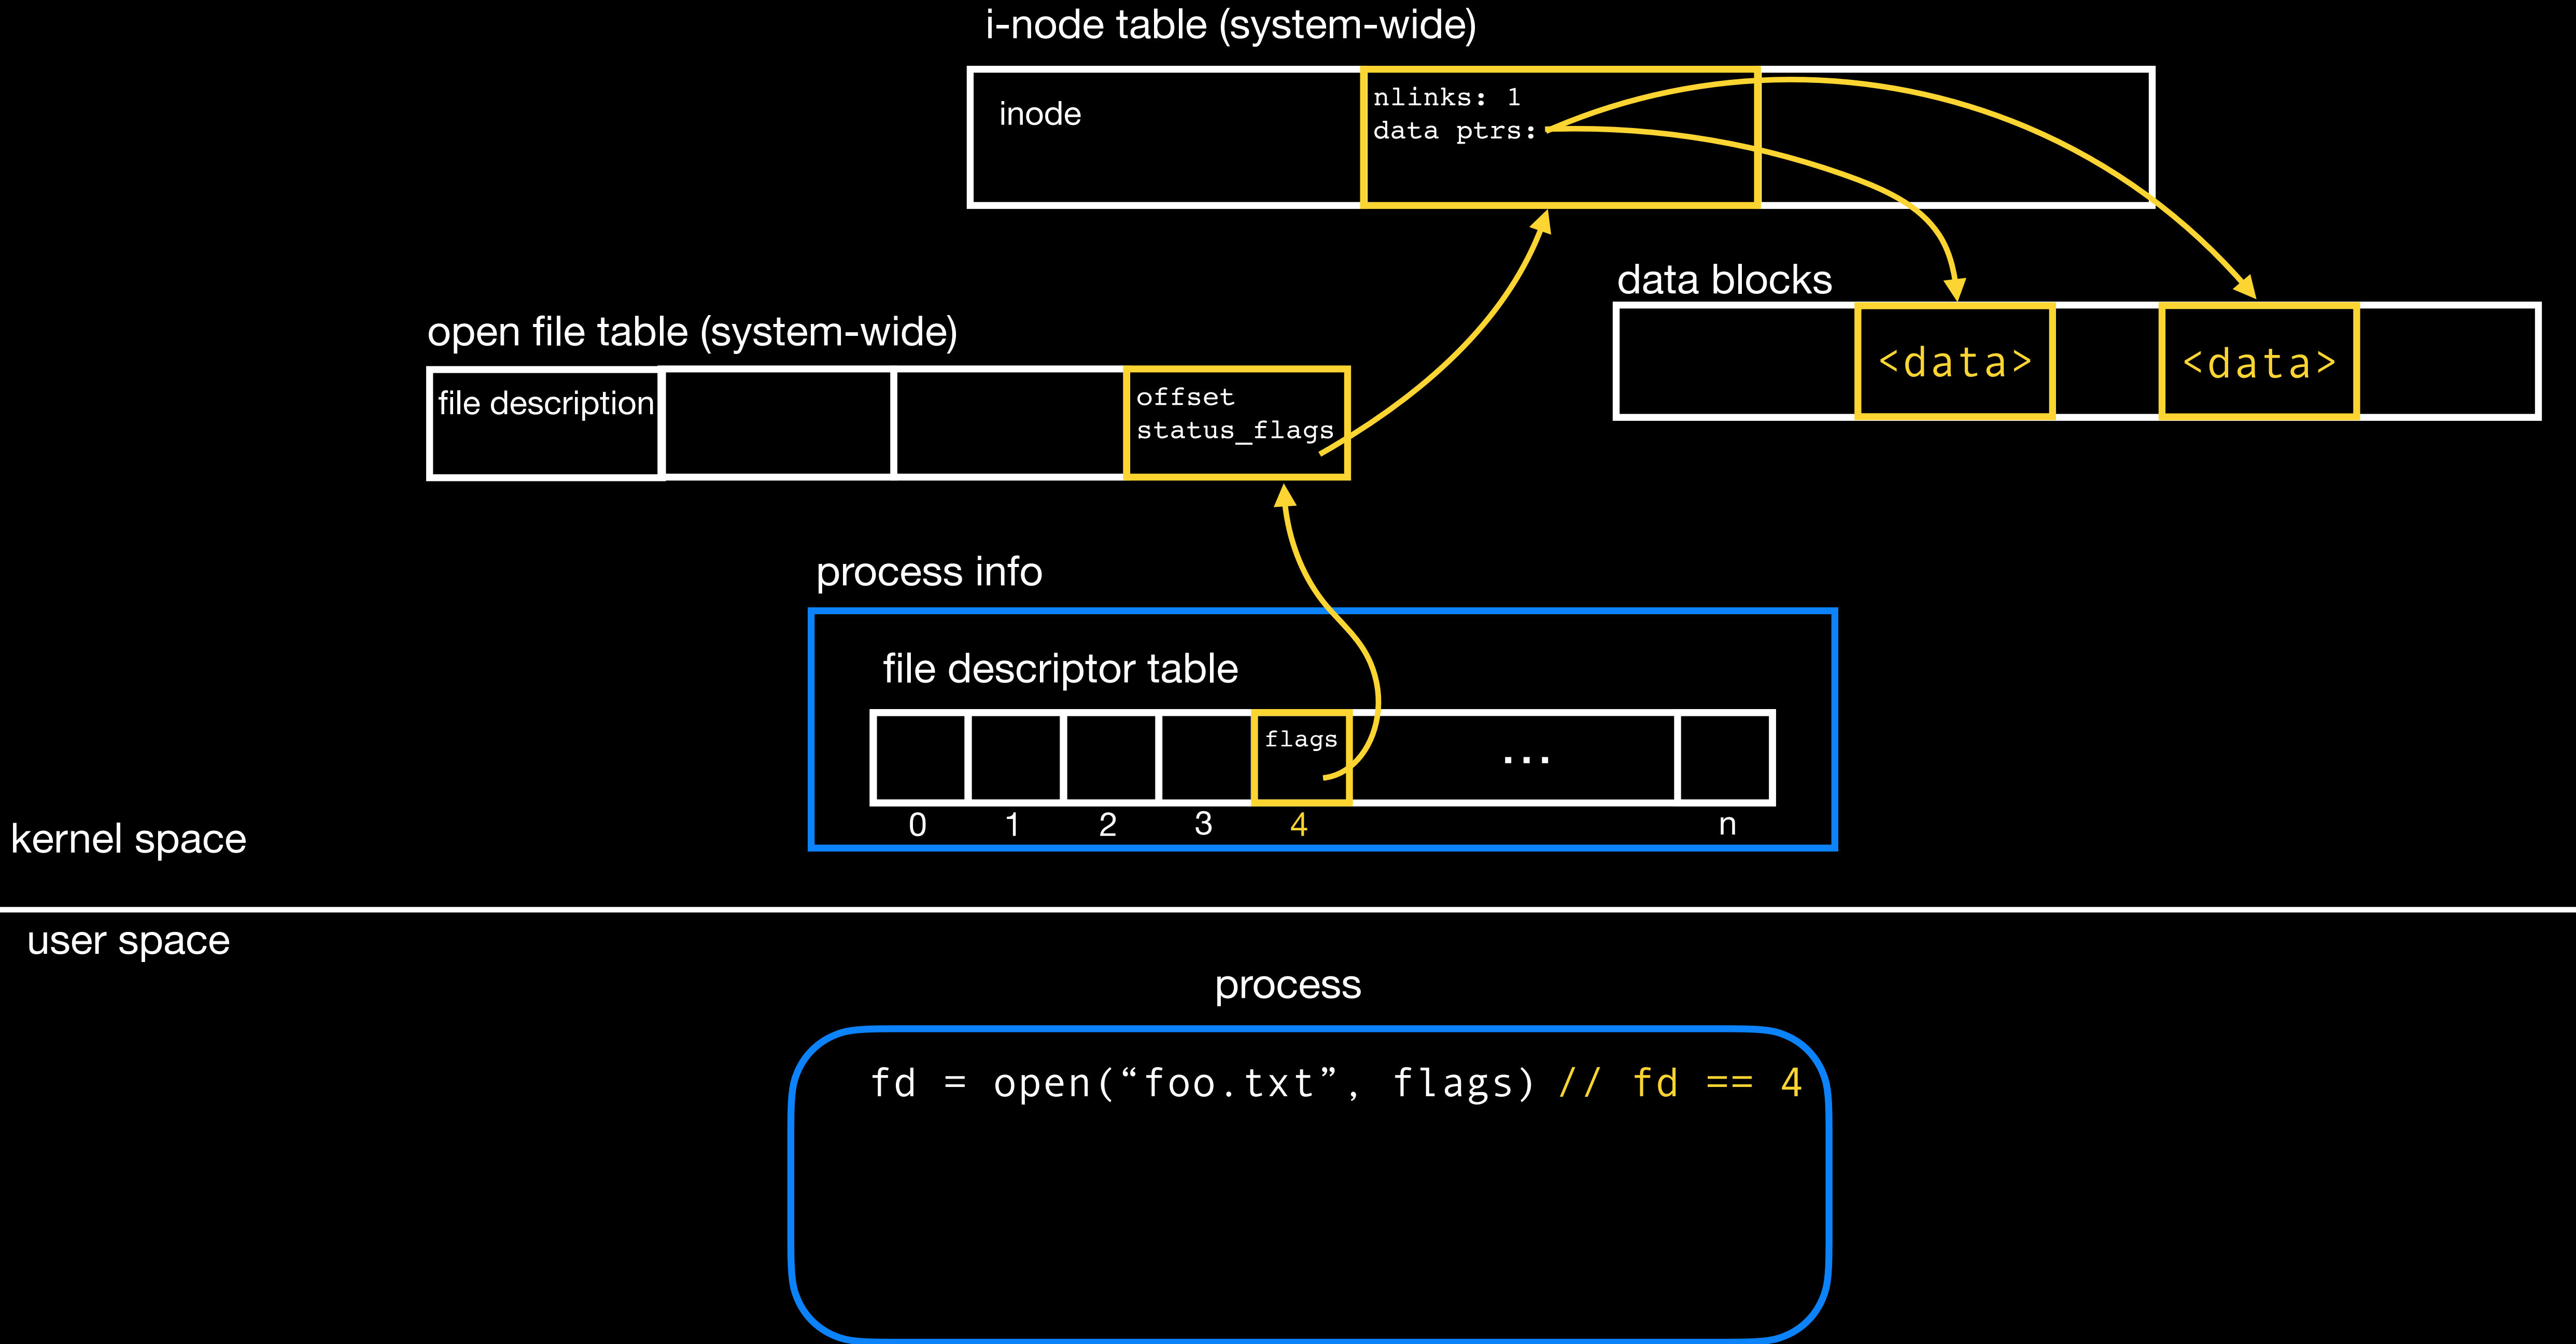 i-node table (system-wide)
inode
nlinks: 1
data ptrs:
data blocks
<data>
<data>
open file table (system-wide)
file description
offset
status_flags
process info
file descriptor table
flags
...
0 1 2 3 4 n
kernel space
user space
process
fd = open(“foo.txt”, flags) // fd == 4